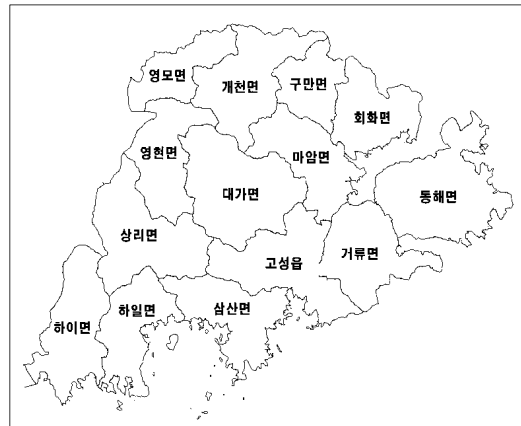 영모면
개천면
구만면
회화면
영현면
마암면
대가면
동해면
상리면
고성읍
거류면
하이면
하일면
삼산면